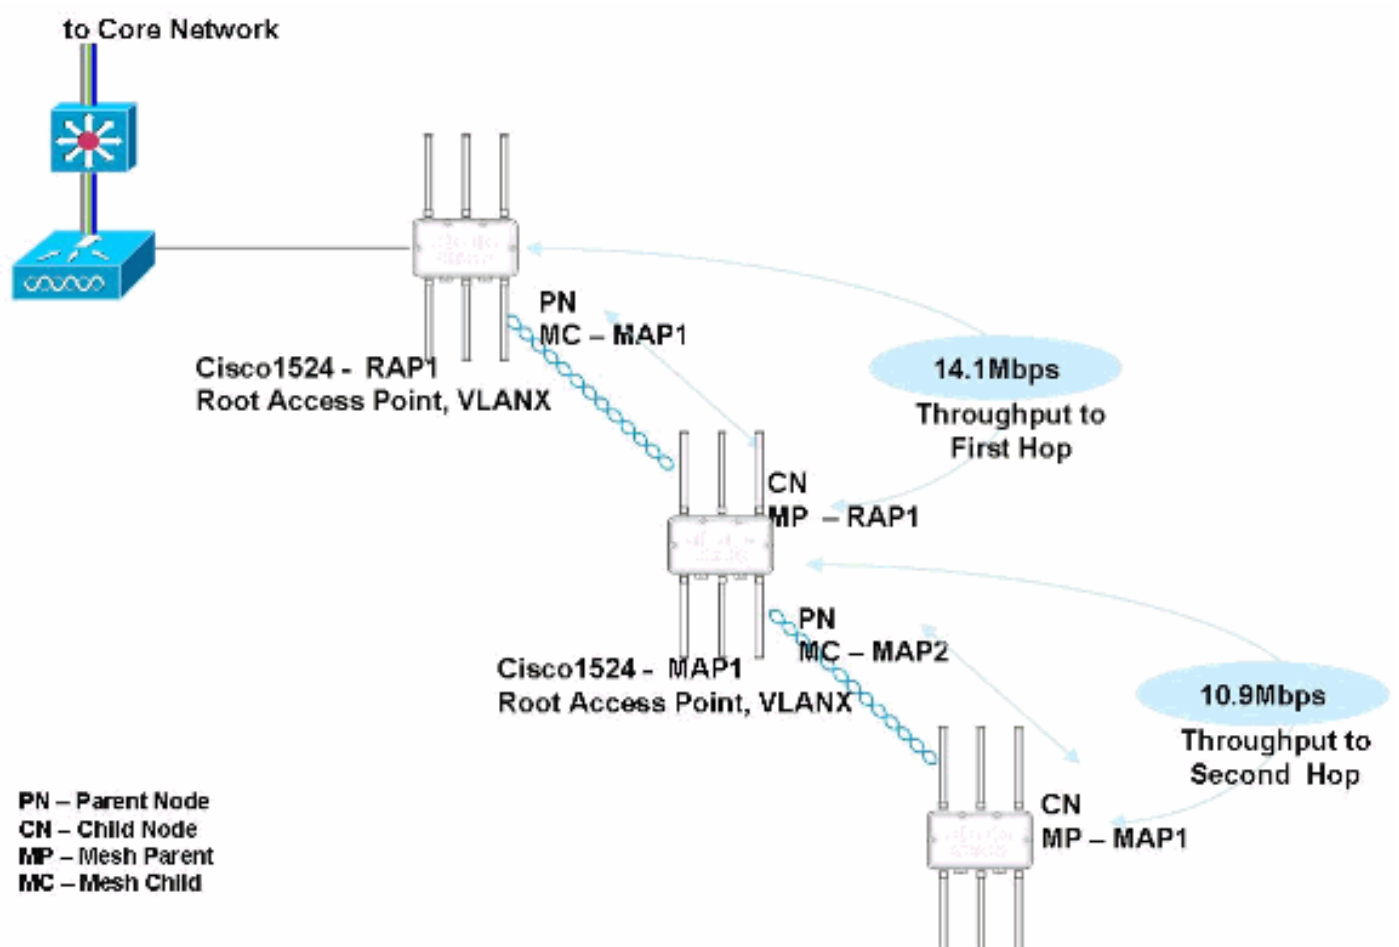 to Core Network
PN
MC – MAP1
Cisco1524 - RAP1
Root Access Point, VLANX
14.1Mbps
Throughput to
First Hop
CN
MP – RAP1
PN
MC – MAP2
Cisco1524 - MAP1
Root Access Point, VLANX
10.9Mbps
Throughput to
Second Hop
CN
MP – MAP1
PN – Parent Node
CN – Child Node
MP – Mesh Parent
MC – Mesh Child